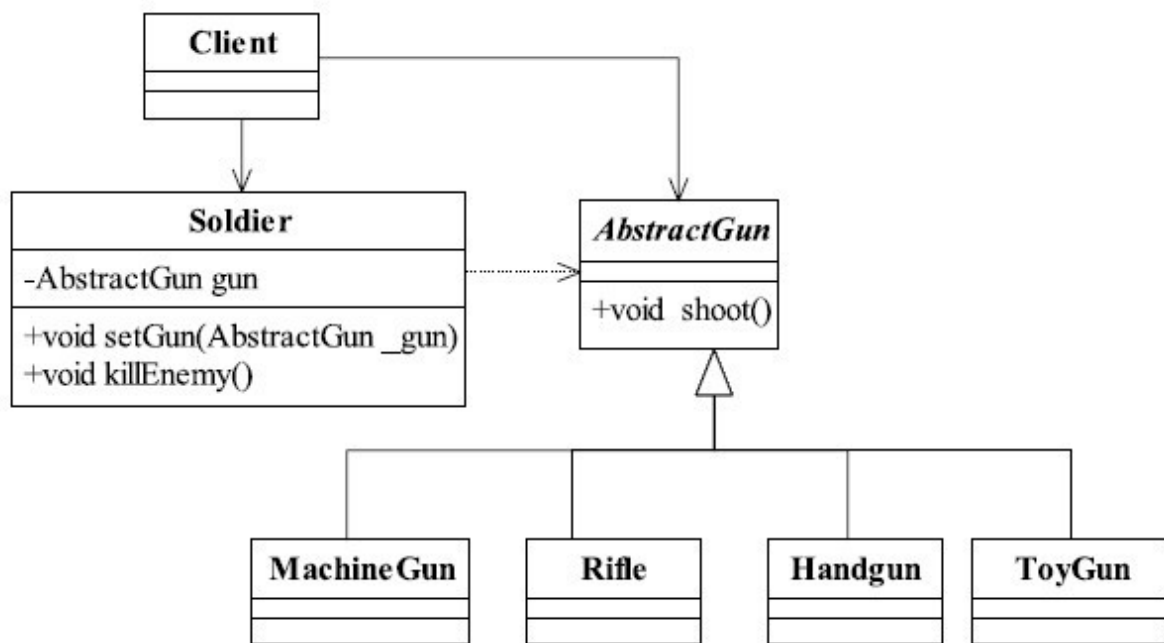 Client
Soldier
-AbstractGun gun
+void setGun(AbstractGun _gun)
+void killEnemy()
AbstractGun
+void shoot()
MachineGun
Rifle
Handgun
ToyGun